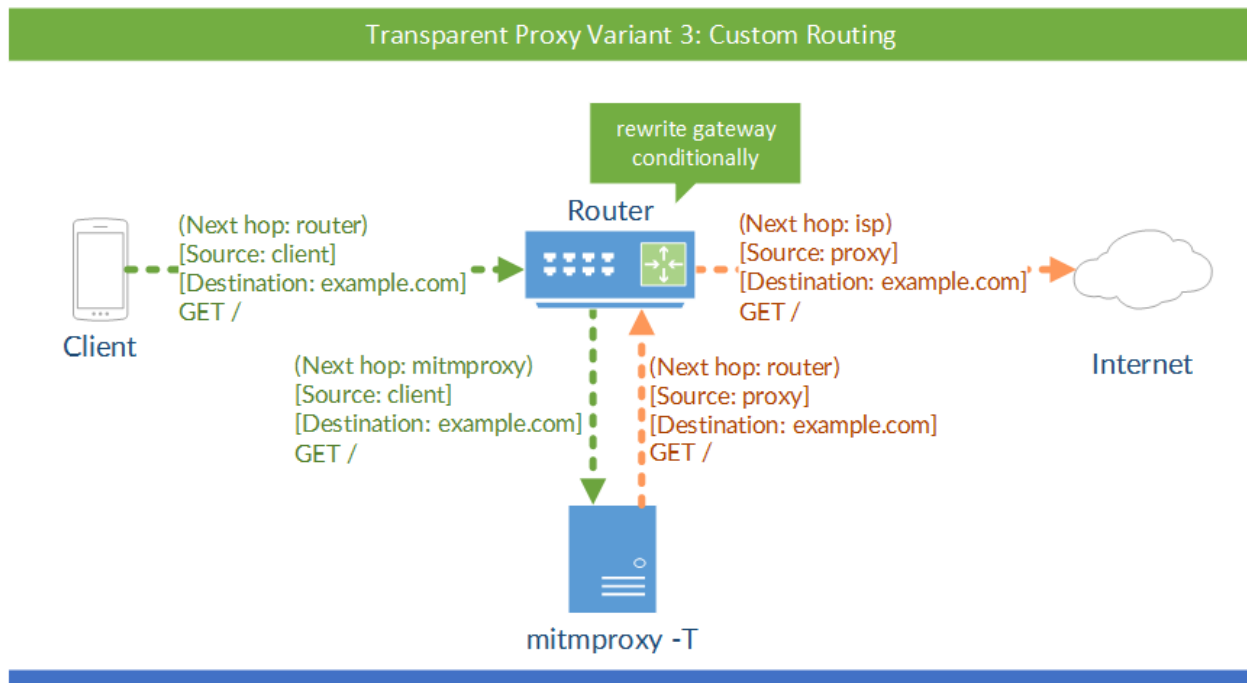 Transparent Proxy Variant 3: Custom Routing
rewrite gateway
conditionally
Router
(Next hop: router)
[Source: client]
[Destination: example.com]
GET /
Client
(Next hop: isp)
[Source: proxy]
[Destination: example.com]
GET /
Internet
(Next hop: mitmproxy)
[Source: client]
[Destination: example.com]
GET /
(Next hop: router)
[Source: proxy]
[Destination: example.com]
GET /
mitmproxy -T